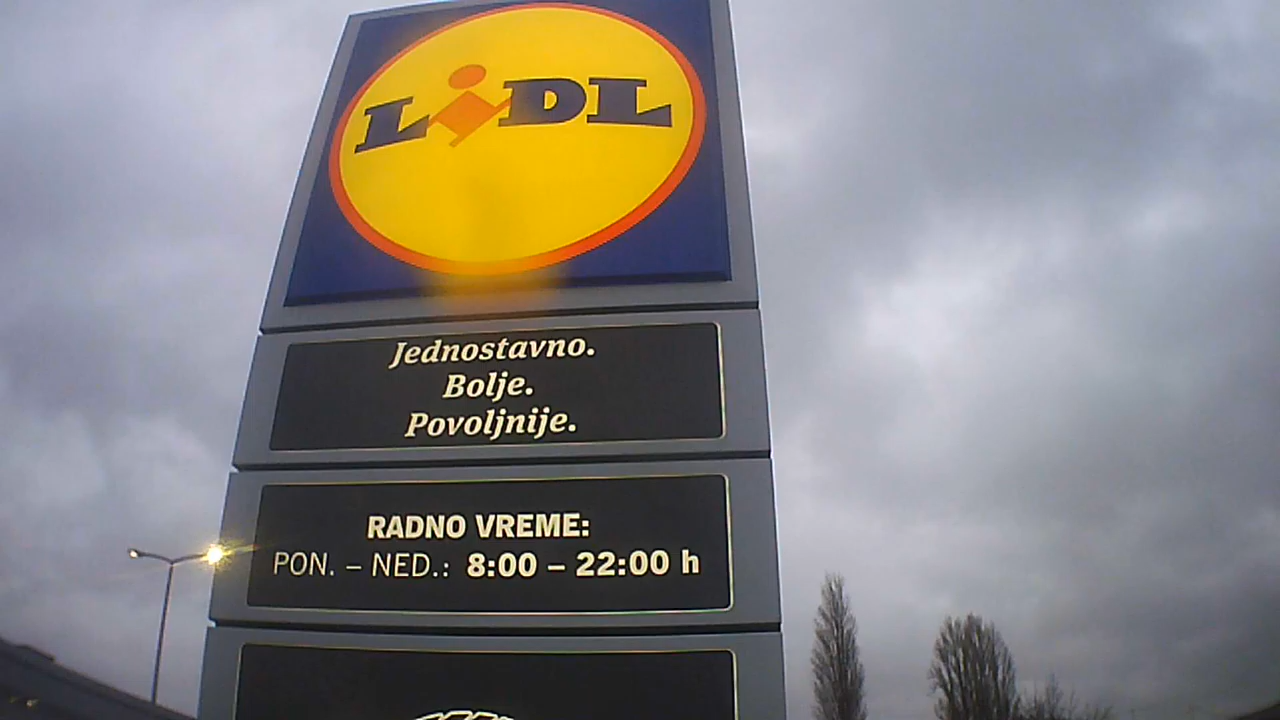 LIDL
Jednostavno.
Bolje.
Povoljnije.
RADNO VREME:
PON. – NED.: 8:00 – 22:00 h